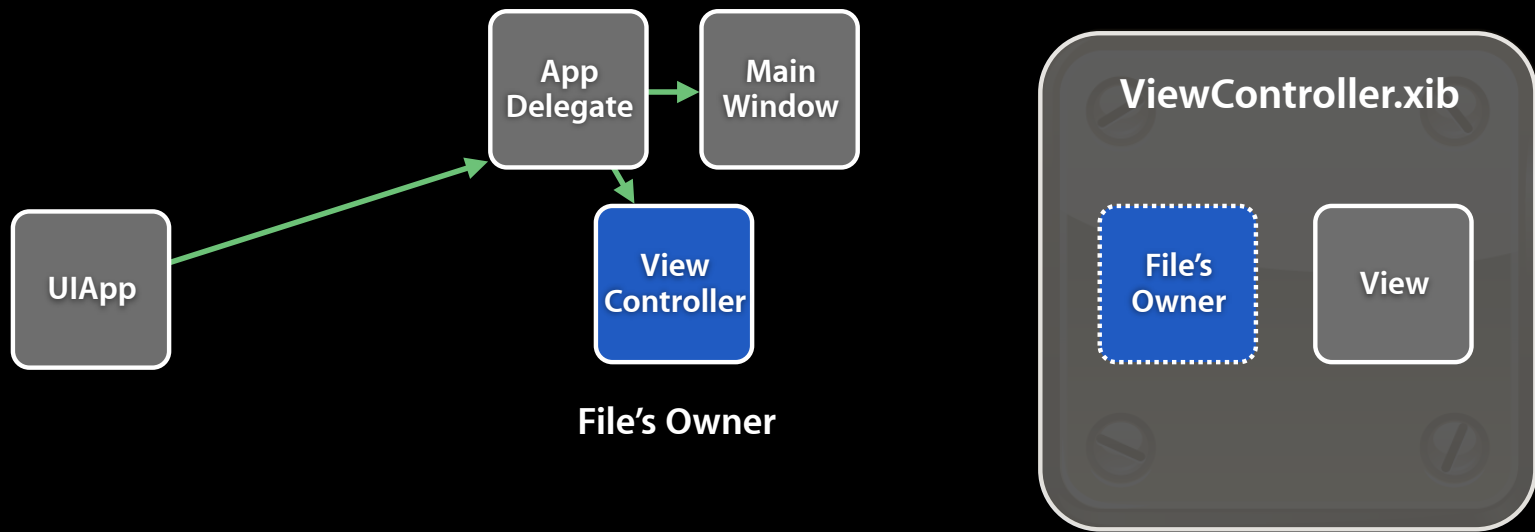 App
Delegate
Main
Window
ViewController.xib
UIApp
View
Controller
File’s
Owner
View
File’s Owner